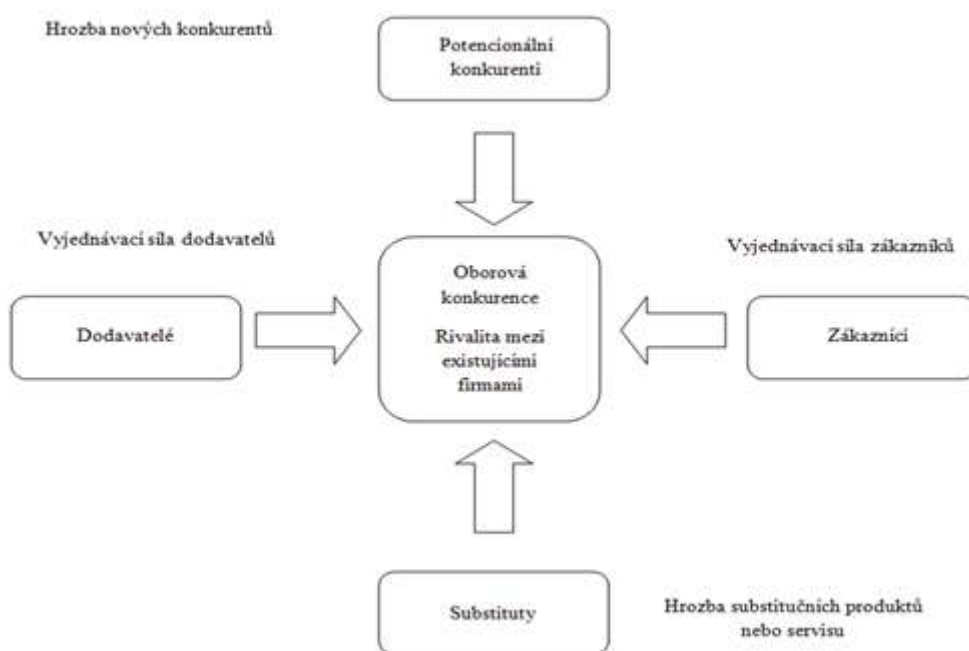 Hrozba nových konkurentů
Potencionální
konkurenti
Vyjednávací síla dodavatelů
Vyjednávací síla zákazníků
Dodavatelé
Oborová
konkurence
Rivalita mezi
existujícími
firmami
Zákazníci
Substituty
Hrozba substitučních produktů
nebo servisu